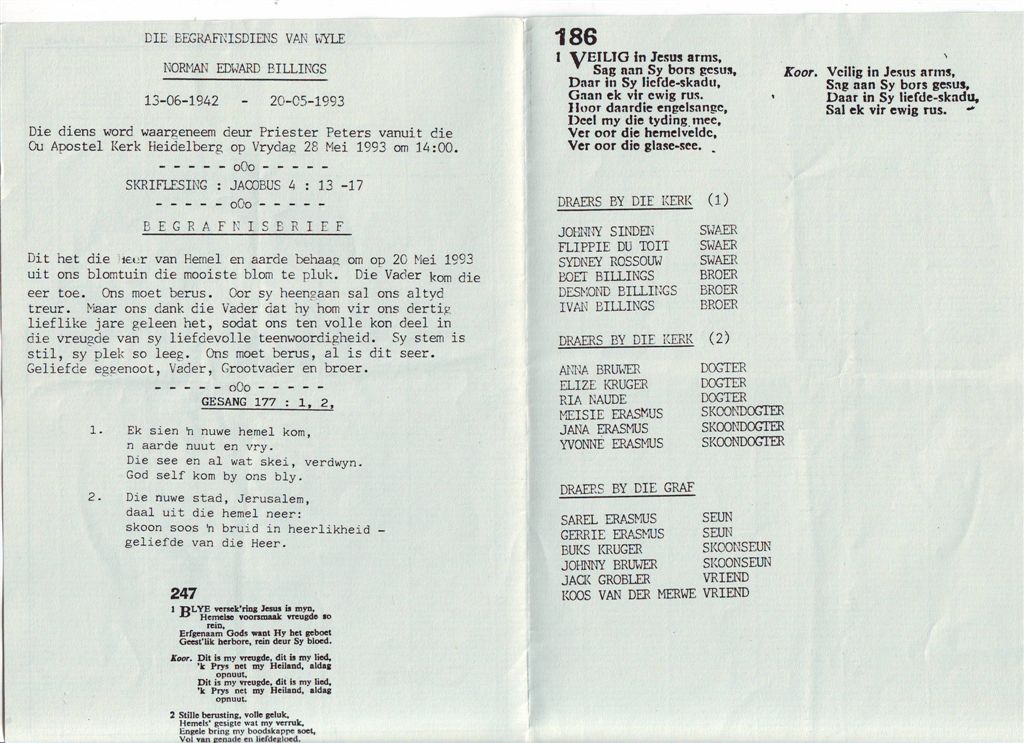 DIE BEGRAFNISDIENS VAN WYLE
NORMAN EDWARD BILLINGS
13-06-1942 - 20-05-1993
Die diens word waargeneem deur Priester Peters vanuit die
Ou Apostel Kerk Heidelberg op Vrydag 28 Mei 1993 om 14:00.
- - - - - oOo - - - - -
SKRIFLESING : JACOBUS 4 : 13 -17
- - - - - oOo - - - - -
B E G R A F N I S B R I E F
Dit het die Heer van Hemel en aarde behaag om op 20 Mei 1993
uit ons blomtuin die mooiste blom te pluk. Die Vader kom die
eer toe. Ons moet berus. Oor sy heengaan sal ons altyd
treur. Maar ons dank die Vader dat hy hom vir ons dertig
lieflike jare geleen het, sodat ons ten volle kon deel in
die vreugde van sy liefdevolle teenwoordigheid. Sy stem is
stil, sy plek so leeg. Ons moet berus, al is dit seer.
Geliefde eggenoot, Vader, Grootvader en broer.
- - - - - oOo - - - - -
GESANG 177 : 1, 2,
1. Ek sien 'n nuwe hemel kom,
n aarde nuut en vry.
Die see en al wat skei, verdwyn.
God self kom by ons bly.
2. Die nuwe stad, Jerusalem,
daal uit die hemel neer:
skoon soos 'n bruid in heerlikheid -
geliefde van die Heer.
247
1 BLYE versek'ring Jesus is myn,
Hemelse voorsmaak vreugde so
rein,
Erfgenaam Gods want Hy het geboet
Geest'lik herbore, rein deur Sy bloed.
Koor. Dit is my vreugde, dit is my lied,
'k Prys net my Heiland, aldag
opnuut,
Dit is my vreugde, dit is my lied,
'k Prys net my Heiland, aldag
opnuut.
2 Stille berusting, volle geluk,
Hemels' gesigte wat my verruk,
Engele bring my boodskappe soet,
Vol van genade en liefdegloed.
186
1 VEILIG in Jesus arms,
Sag aan Sy bors gesus,
Daar in Sy liefde-skadu,
Gaan ek vir ewig rus.
Hoor daardie engelsange,
Deel my die tyding mee,
Ver oor die hemelvelde,
Ver oor die glase-see.
Koor. Veilig in Jesus arms,
Sag aan Sy bors gesus,
Daar in Sy liefde-skadu,
Sal ek vir ewig rus.
DRAERS BY DIE KERK (1)
JOHNNY SINDEN SWAER
FLIPPIE DU TOIT SWAER
SYDNEY ROSSOUW SWAER
BOET BILLINGS BROER
DESMOND BILLINGS BROER
IVAN BILLINGS BROER
DRAERS BY DIE KERK (2)
ANNA BRUWER DOGTER
ELIZE KRUGER DOGTER
RIA NAUDE DOGTER
MEISIE ERASMUS SKOONDOGTER
JANA ERASMUS SKOONDOGTER
YVONNE ERASMUS SKOONDOGTER
DRAERS BY DIE GRAF
SAREL ERASMUS SEUN
GERRIE ERASMUS SEUN
BUKS KRUGER SKOONSEUN
JOHNNY BRUWER SKOONSEUN
JACK GROBLER VRIEND
KOOS VAN DER MERWE VRIEND